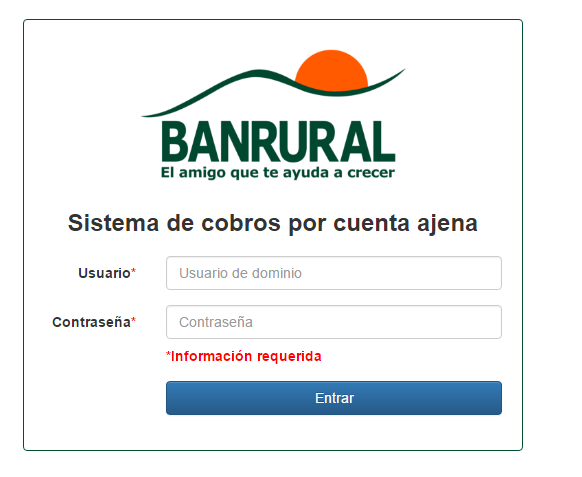 BANRURAL
El amigo que te ayuda a crecer
Sistema de cobros por cuenta ajena
Usuario*
Usuario de dominio
Contraseña*
Contraseña
*Información requerida
Entrar